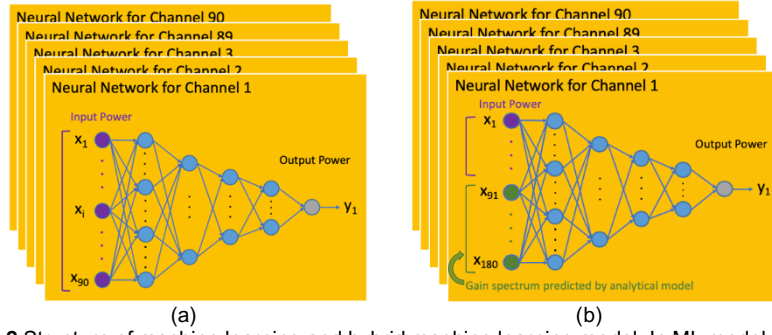 Neural Network for Channel 90
Neural Network for Channel 89
Neural Network for Channel 3
Neural Network for Channel 2
Neural Network for Channel 1
Input Power
x1
Output Power
xi
y1
x90
(a)
Neural Network for Channel 90
Neural Network for Channel 89
Neural Network for Channel 3
Neural Network for Channel 2
Neural Network for Channel 1
Input Power
x1
Output Power
x91
y1
x180
Gain spectrum predicted by analytical model
(b)